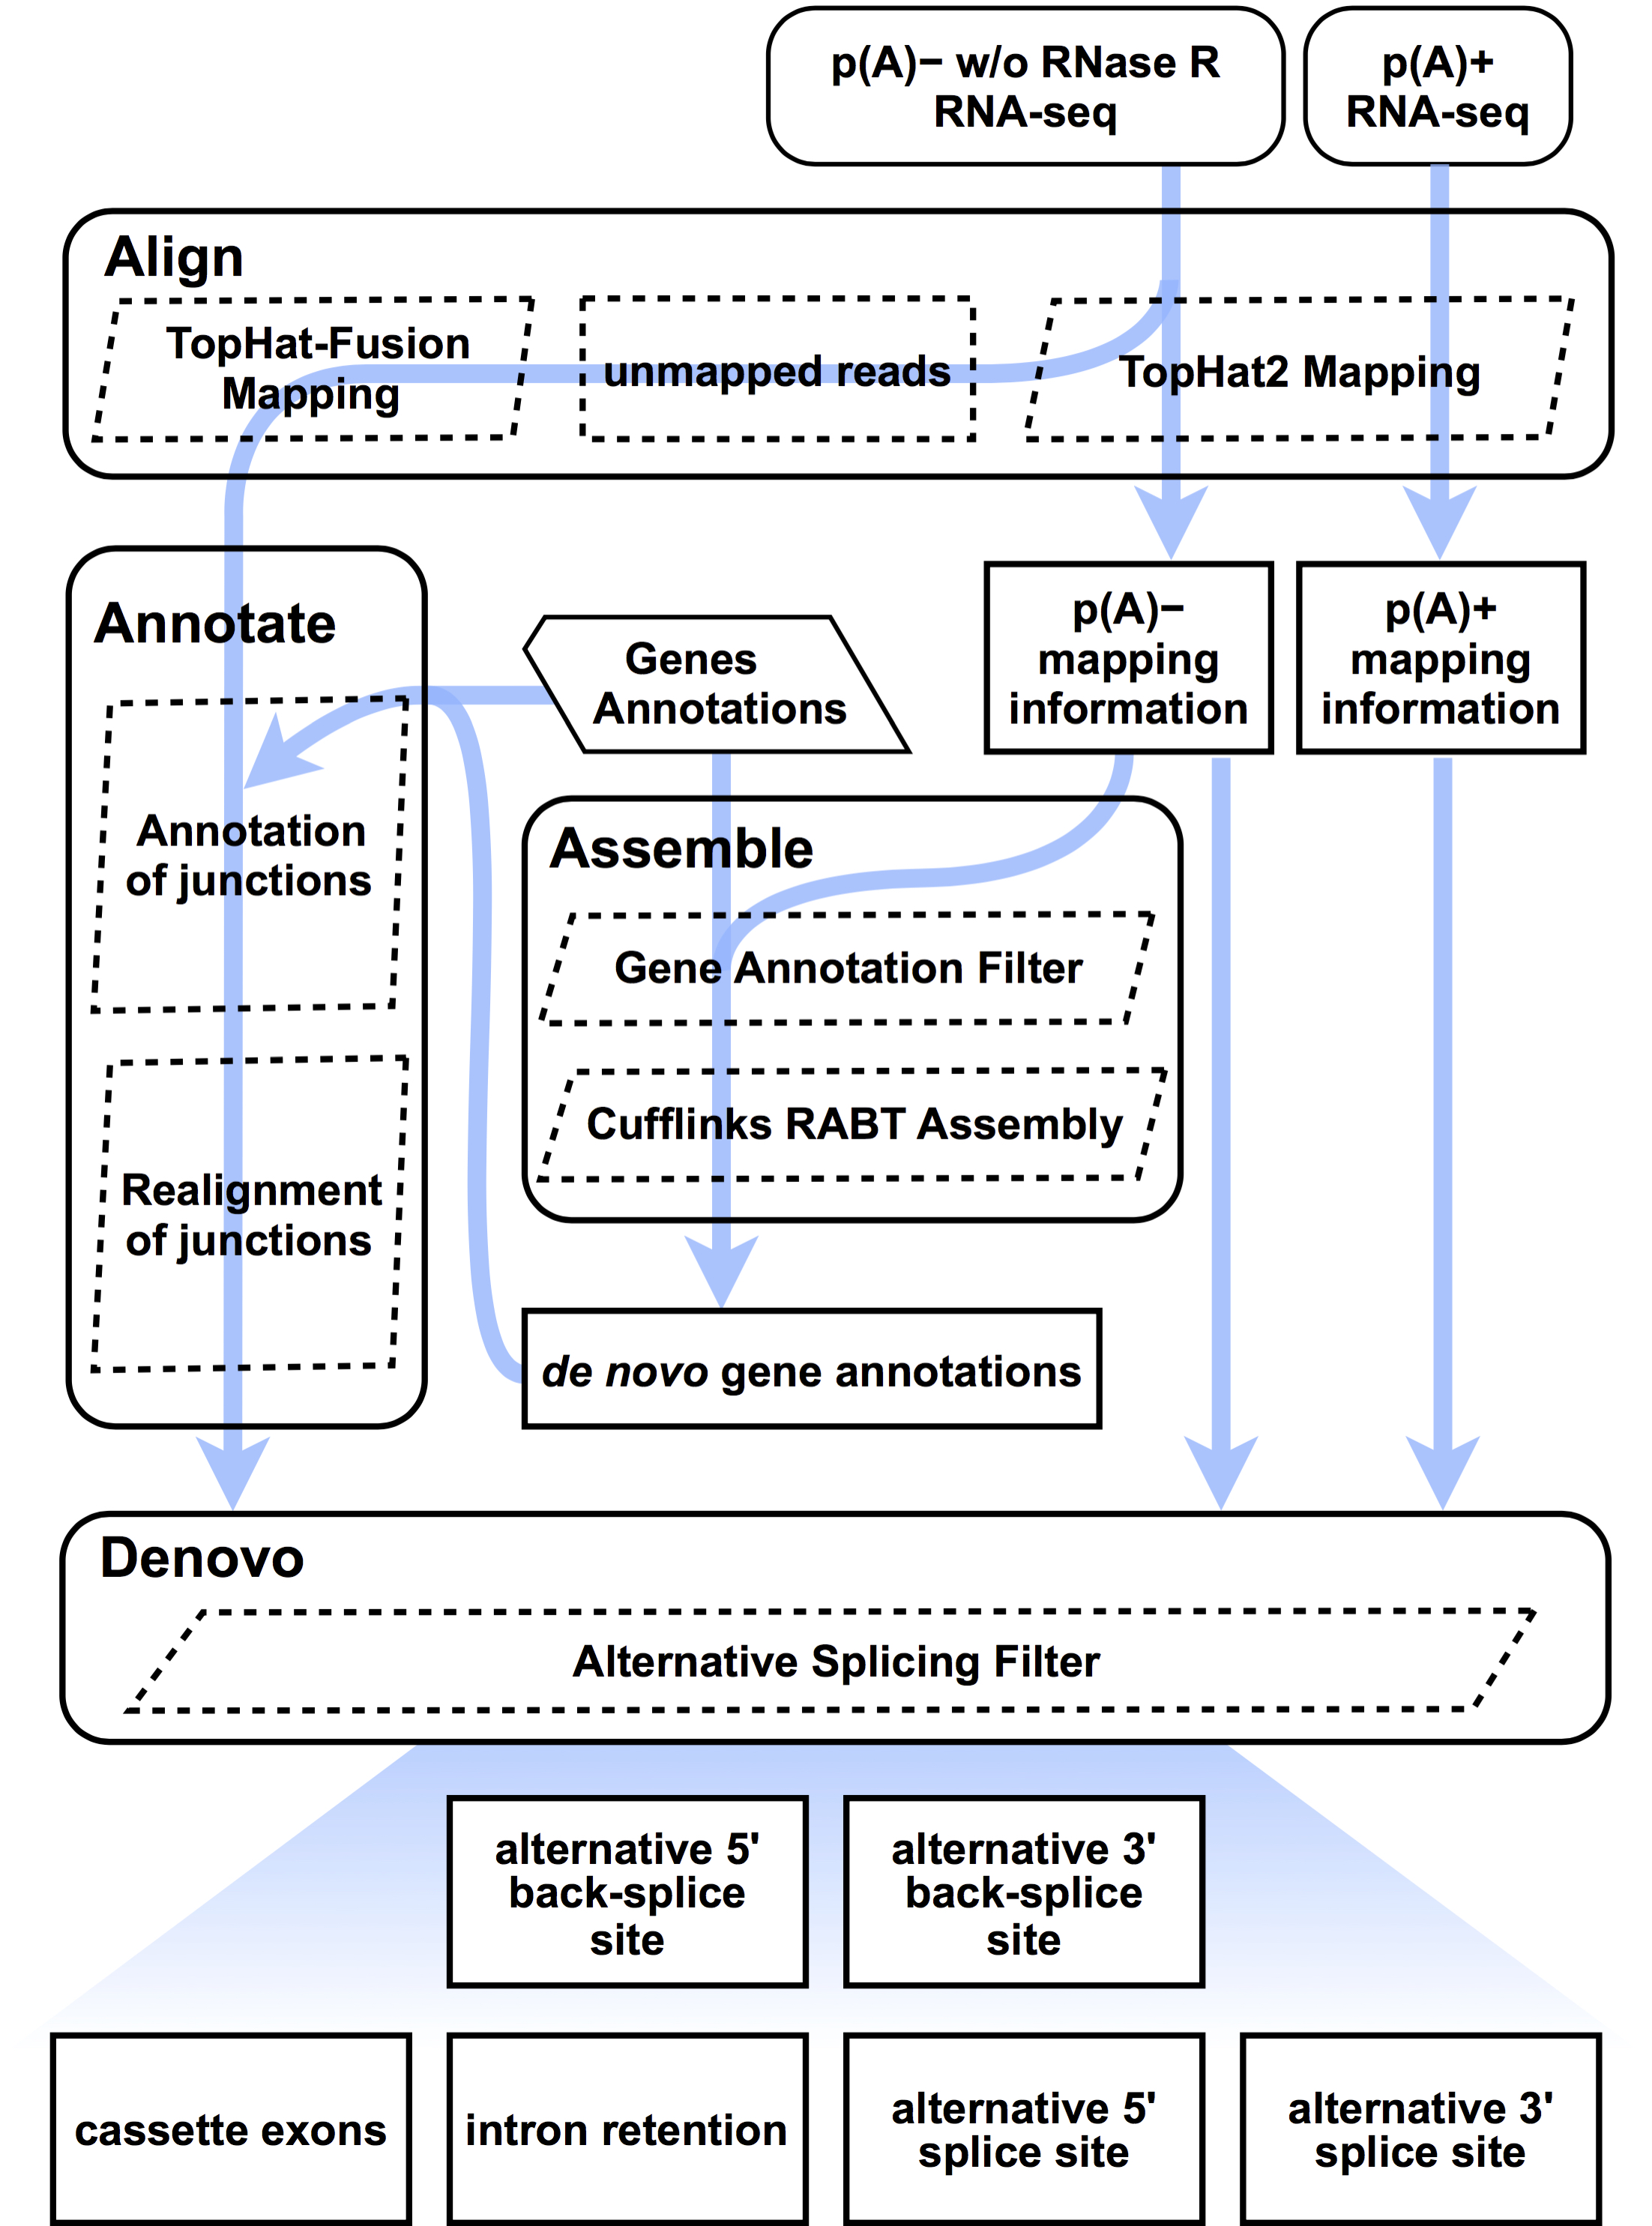 p(A)− w/o RNase R
RNA-seq
p(A)+
RNA-seq
Align
TopHat-Fusion
Mapping
unmapped reads
TopHat2 Mapping
Annotate
Genes
Annotations
p(A)−
mapping
information
p(A)+
mapping
information
Annotation
of junctions
Realignment
of junctions
Assemble
Gene Annotation Filter
Cufflinks RABT Assembly
de novo gene annotations
Denovo
Alternative Splicing Filter
alternative 5'
back-splice
site
alternative 3'
back-splice
site
cassette exons
intron retention
alternative 5'
splice site
alternative 3'
splice site